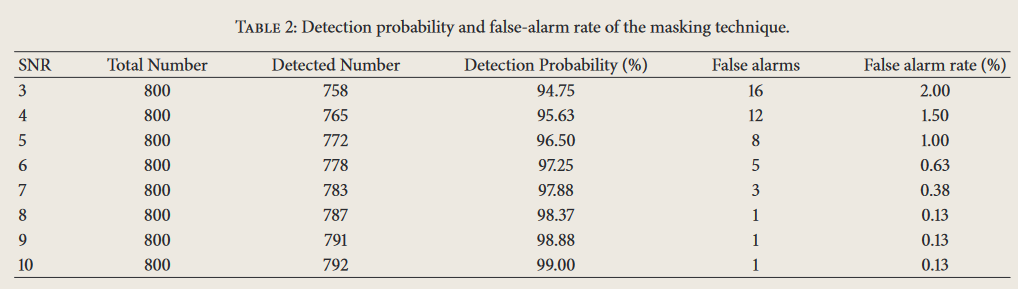 TABLE 2: Detection probability and false-alarm rate of the masking technique.
SNR Total Number Detected Number Detection Probability (%) False alarms False alarm rate (%)
3 800 758 94.75 16 2.00
4 800 765 95.63 12 1.50
5 800 772 96.50 8 1.00
6 800 778 97.25 5 0.63
7 800 783 97.88 3 0.38
8 800 787 98.37 1 0.13
9 800 791 98.88 1 0.13
10 800 792 99.00 1 0.13